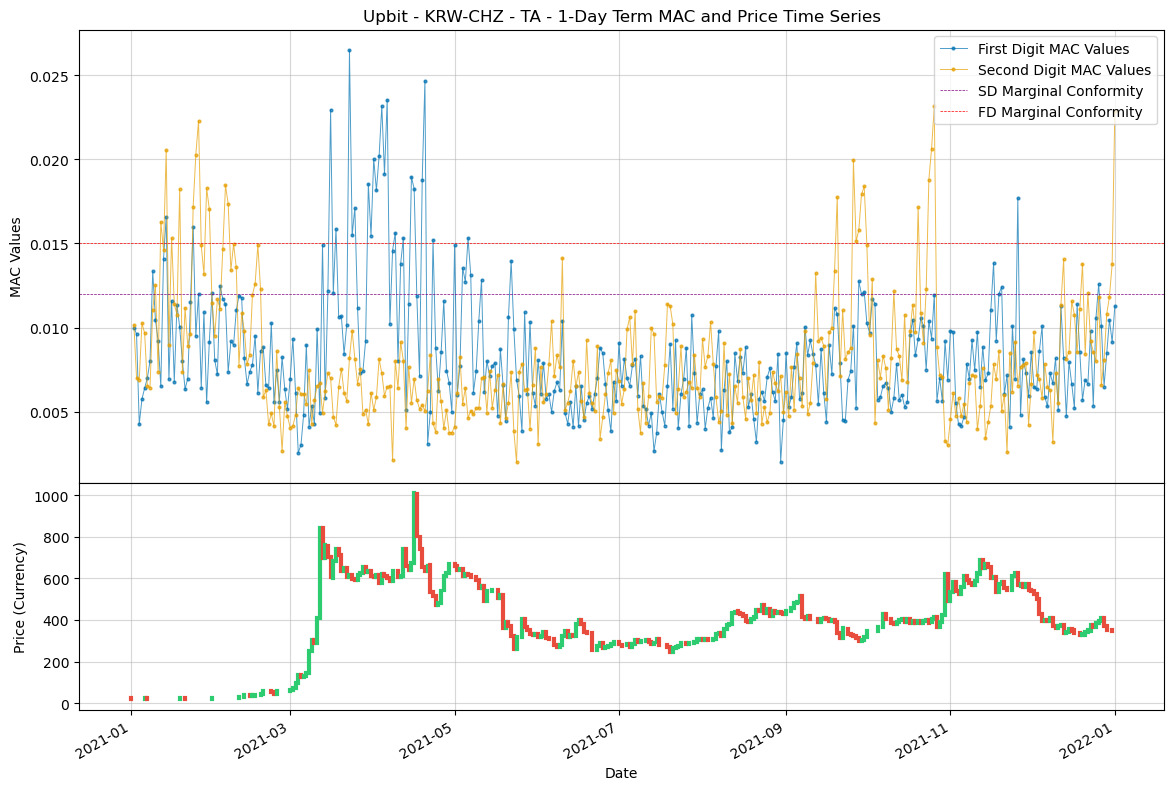 Upbit - KRW-CHZ - TA - 1-Day Term MAC and Price Time Series
First Digit MAC Values
Second Digit MAC Values
SD Marginal Conformity
FD Marginal Conformity
MAC Values
0.025
0.020
0.015
0.010
0.005
Price (Currency)
1000
800
600
400
200
0
2021-01
2021-03
2021-05
2021-07
2021-09
2021-11
2022-01
Date